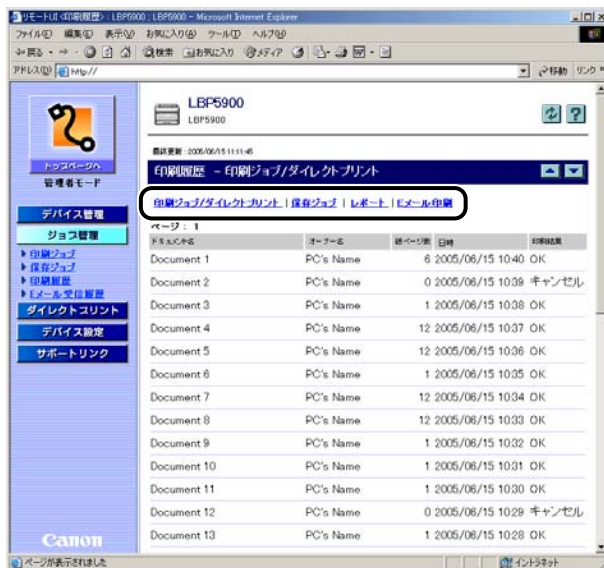 リモートUI <印刷履歴> : LBP5900 ; LBP5900 - Microsoft Internet Explorer
ファイル(F) 編集(E) 表示(V) お気に入り(A) ツール(T) ヘルプ(H)
戻る 検索 お気に入り メディア
アドレス(D) http:// 移動 リンク
LBP5900
LBP5900
最終更新 : 2005/06/15 11:11:45
トップページへ
管理者モード
印刷履歴 - 印刷ジョブ/ダイレクトプリント
印刷ジョブ/ダイレクトプリント | 保存ジョブ | レポート | Eメール印刷
デバイス管理
ジョブ管理
印刷ジョブ
保存ジョブ
印刷履歴
Eメール受信履歴
ダイレクトプリント
デバイス設定
サポートリンク
Canon
ページ : 1
ドキュメント名 オーナー名 総ページ数 日時 印刷結果
Document 1 PC's Name 6 2005/06/15 10:40 OK
Document 2 PC's Name 0 2005/06/15 10:39 キャンセル
Document 3 PC's Name 1 2005/06/15 10:38 OK
Document 4 PC's Name 12 2005/06/15 10:37 OK
Document 5 PC's Name 12 2005/06/15 10:36 OK
Document 6 PC's Name 1 2005/06/15 10:35 OK
Document 7 PC's Name 12 2005/06/15 10:34 OK
Document 8 PC's Name 12 2005/06/15 10:33 OK
Document 9 PC's Name 1 2005/06/15 10:32 OK
Document 10 PC's Name 1 2005/06/15 10:31 OK
Document 11 PC's Name 1 2005/06/15 10:30 OK
Document 12 PC's Name 0 2005/06/15 10:29 キャンセル
Document 13 PC's Name 1 2005/06/15 10:28 OK
ページが表示されました イントラネット